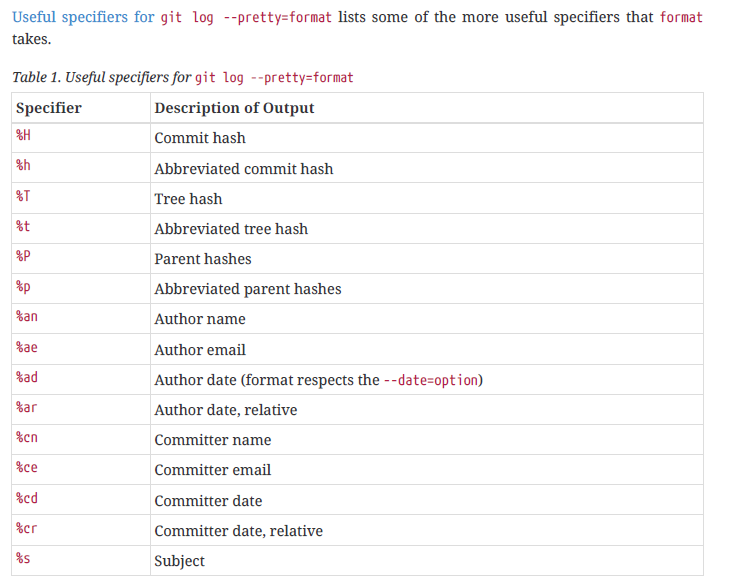 Useful specifiers for git log --pretty=format lists some of the more useful specifiers that format
takes.
Table 1. Useful specifiers for git log --pretty=format
Specifier Description of Output
%H Commit hash
%h Abbreviated commit hash
%T Tree hash
%t Abbreviated tree hash
%P Parent hashes
%p Abbreviated parent hashes
%an Author name
%ae Author email
%ad Author date (format respects the --date=option)
%ar Author date, relative
%cn Committer name
%ce Committer email
%cd Committer date
%cr Committer date, relative
%s Subject